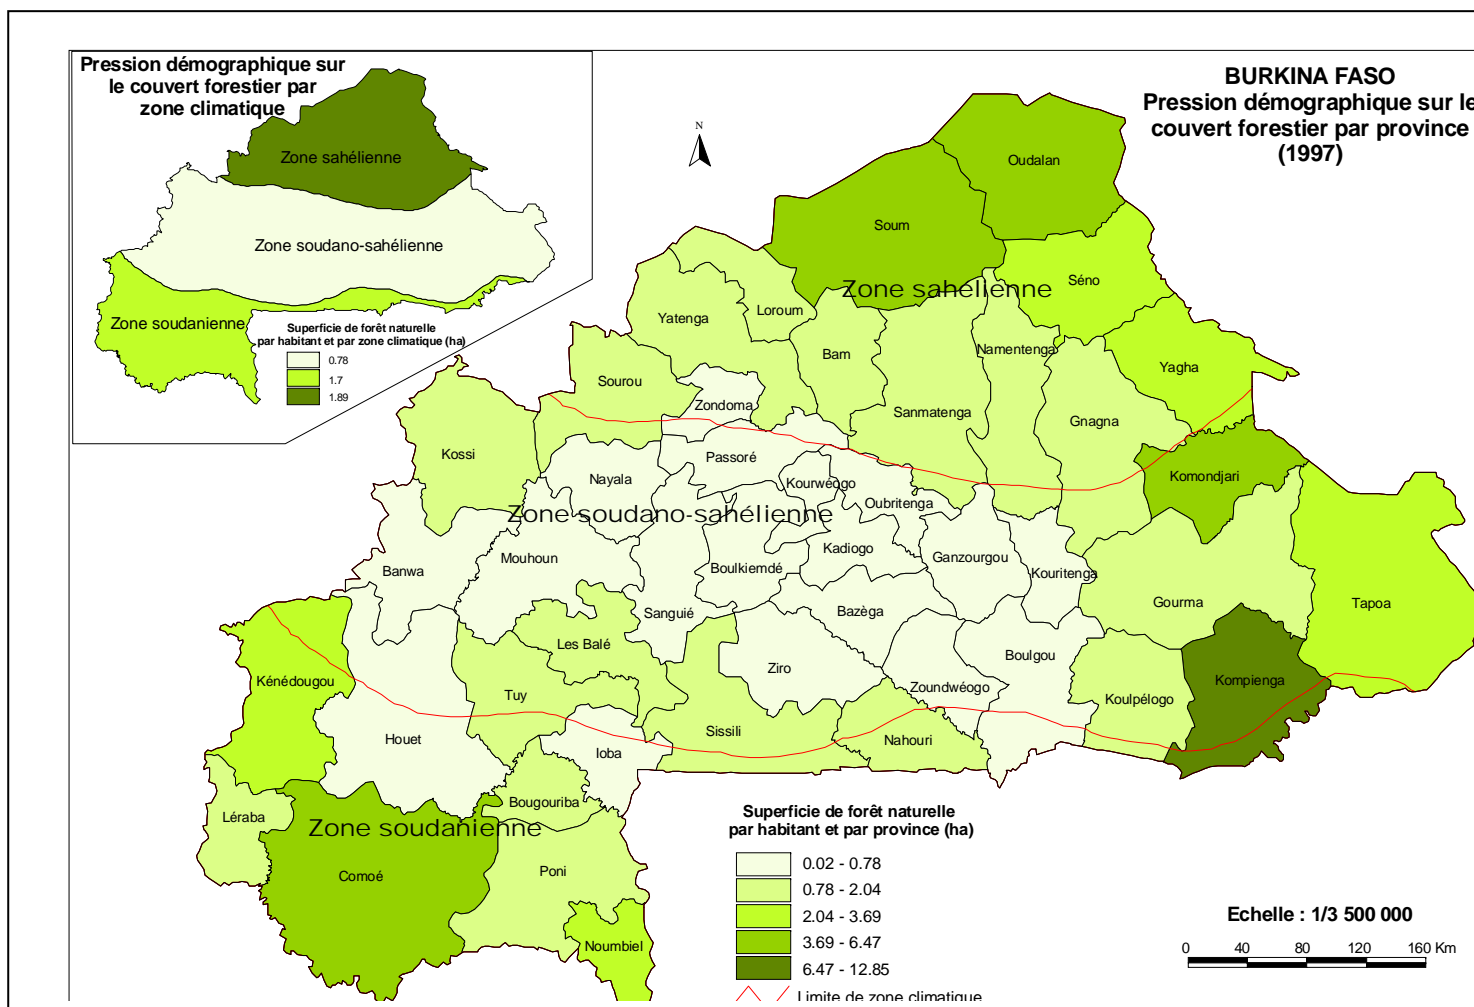 Pression démographique sur
le couvert forestier par
zone climatique
Zone sahélienne
Zone soudano-sahélienne
Zone soudanienne
Superficie de forêt naturelle
par habitant et par zone climatique (ha)
0.78
1.7
1.89
N
BURKINA FASO
Pression démographique sur le
couvert forestier par province
(1997)
Oudalan
Soum
Séno
Zone sahélienne
Loroum
Yatenga
Bam
Namentenga
Yagha
Sourou
Zondoma
Sanmatenga
Gnagna
Kossi
Passoré
Nayala
Kourwéogo
Komondjari
Oubritenga
Zone soudano-sahélienne
Mouhoun
Kadiogo
Ganzourgou
Banwa
Boulkiemdé
Kouritenga
Sanguié
Bazèga
Gourma
Tapoa
Les Balé
Boulgou
Ziro
Kénédougou
Zoundwéogo
Kompienga
Tuy
Koulpélogo
Sissili
Houet
Nahouri
Ioba
Bougouriba
Léraba
Zone soudanienne
Comoé
Poni
Noumbiel
Superficie de forêt naturelle
par habitant et par province (ha)
0.02 - 0.78
0.78 - 2.04
2.04 - 3.69
3.69 - 6.47
6.47 - 12.85
Limite de zone climatique
Echelle : 1/3 500 000
0 40 80 120 160 Km